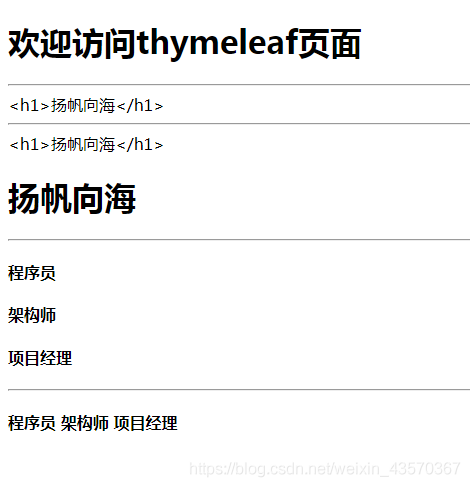 欢迎访问thymeleaf页面
<h1>扬帆向海</h1>
<h1>扬帆向海</h1>
扬帆向海
程序员
架构师
项目经理
程序员 架构师 项目经理
https://blog.csdn.net/weixin_43570367